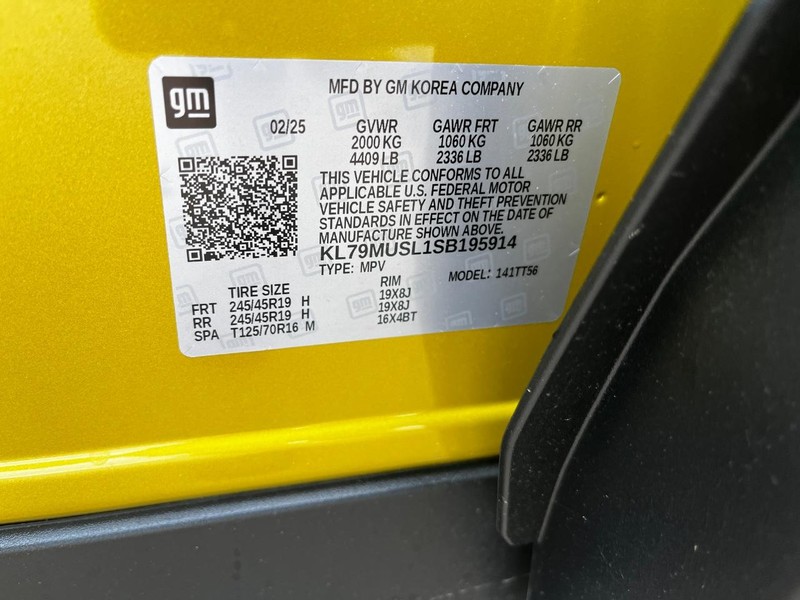 gm
MFD BY GM KOREA COMPANY
02/25 GVWR GAWR FRT GAWR RR
2000 KG 1060 KG 1060 KG
4409 LB 2336 LB 2336 LB
THIS VEHICLE CONFORMS TO ALL
APPLICABLE U.S. FEDERAL MOTOR
VEHICLE SAFETY AND THEFT PREVENTION
STANDARDS IN EFFECT ON THE DATE OF
MANUFACTURE SHOWN ABOVE.
KL79MUSL1SB195914
TYPE: MPV MODEL: 141TT56
TIRE SIZE RIM
FRT 245/45R19 H 19X8J
RR 245/45R19 H 19X8J
SPA T125/70R16 M 16X4BT